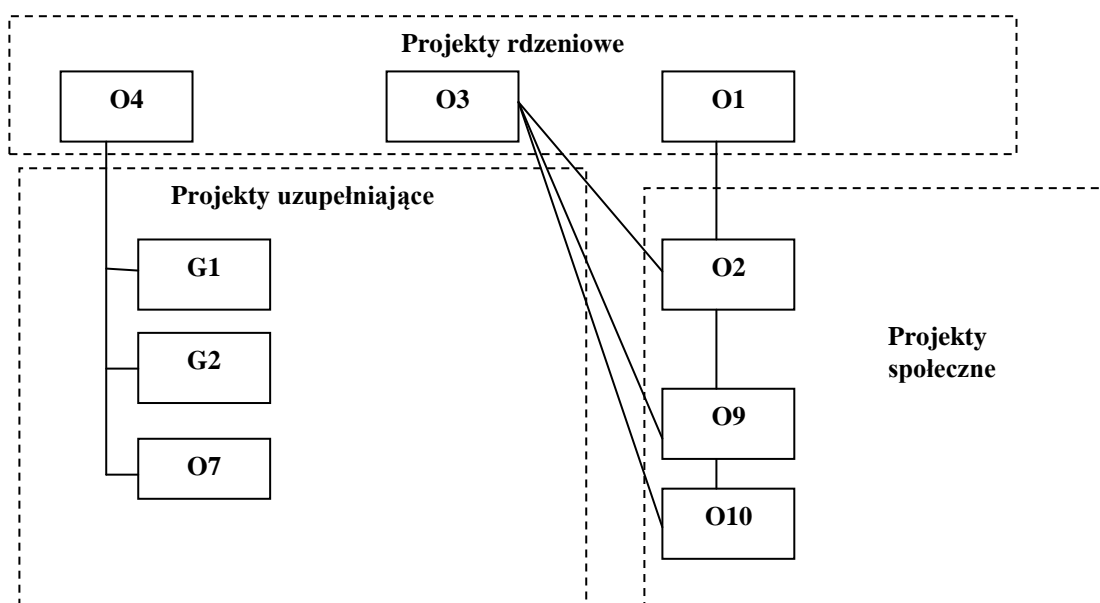 Projekty rdzeniowe
O4
O3
O1
Projekty uzupełniające
G1
G2
O7
O2
Projekty
społeczne
O9
O10